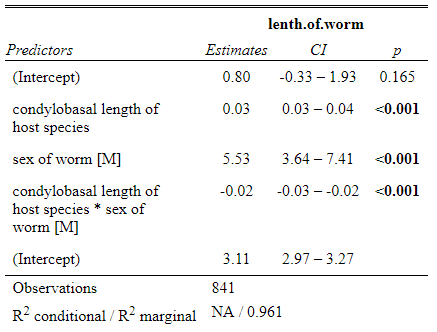 lenth.of.worm
Predictors Estimates CI p
(Intercept) 0.80 -0.33 – 1.93 0.165
condylobasal length of 0.03 0.03 – 0.04 <0.001
host species
sex of worm [M] 5.53 3.64 – 7.41 <0.001
condylobasal length of -0.02 -0.03 – -0.02 <0.001
host species * sex of
worm [M]
(Intercept) 3.11 2.97 – 3.27
Observations 841
R2 conditional / R2 marginal NA / 0.961